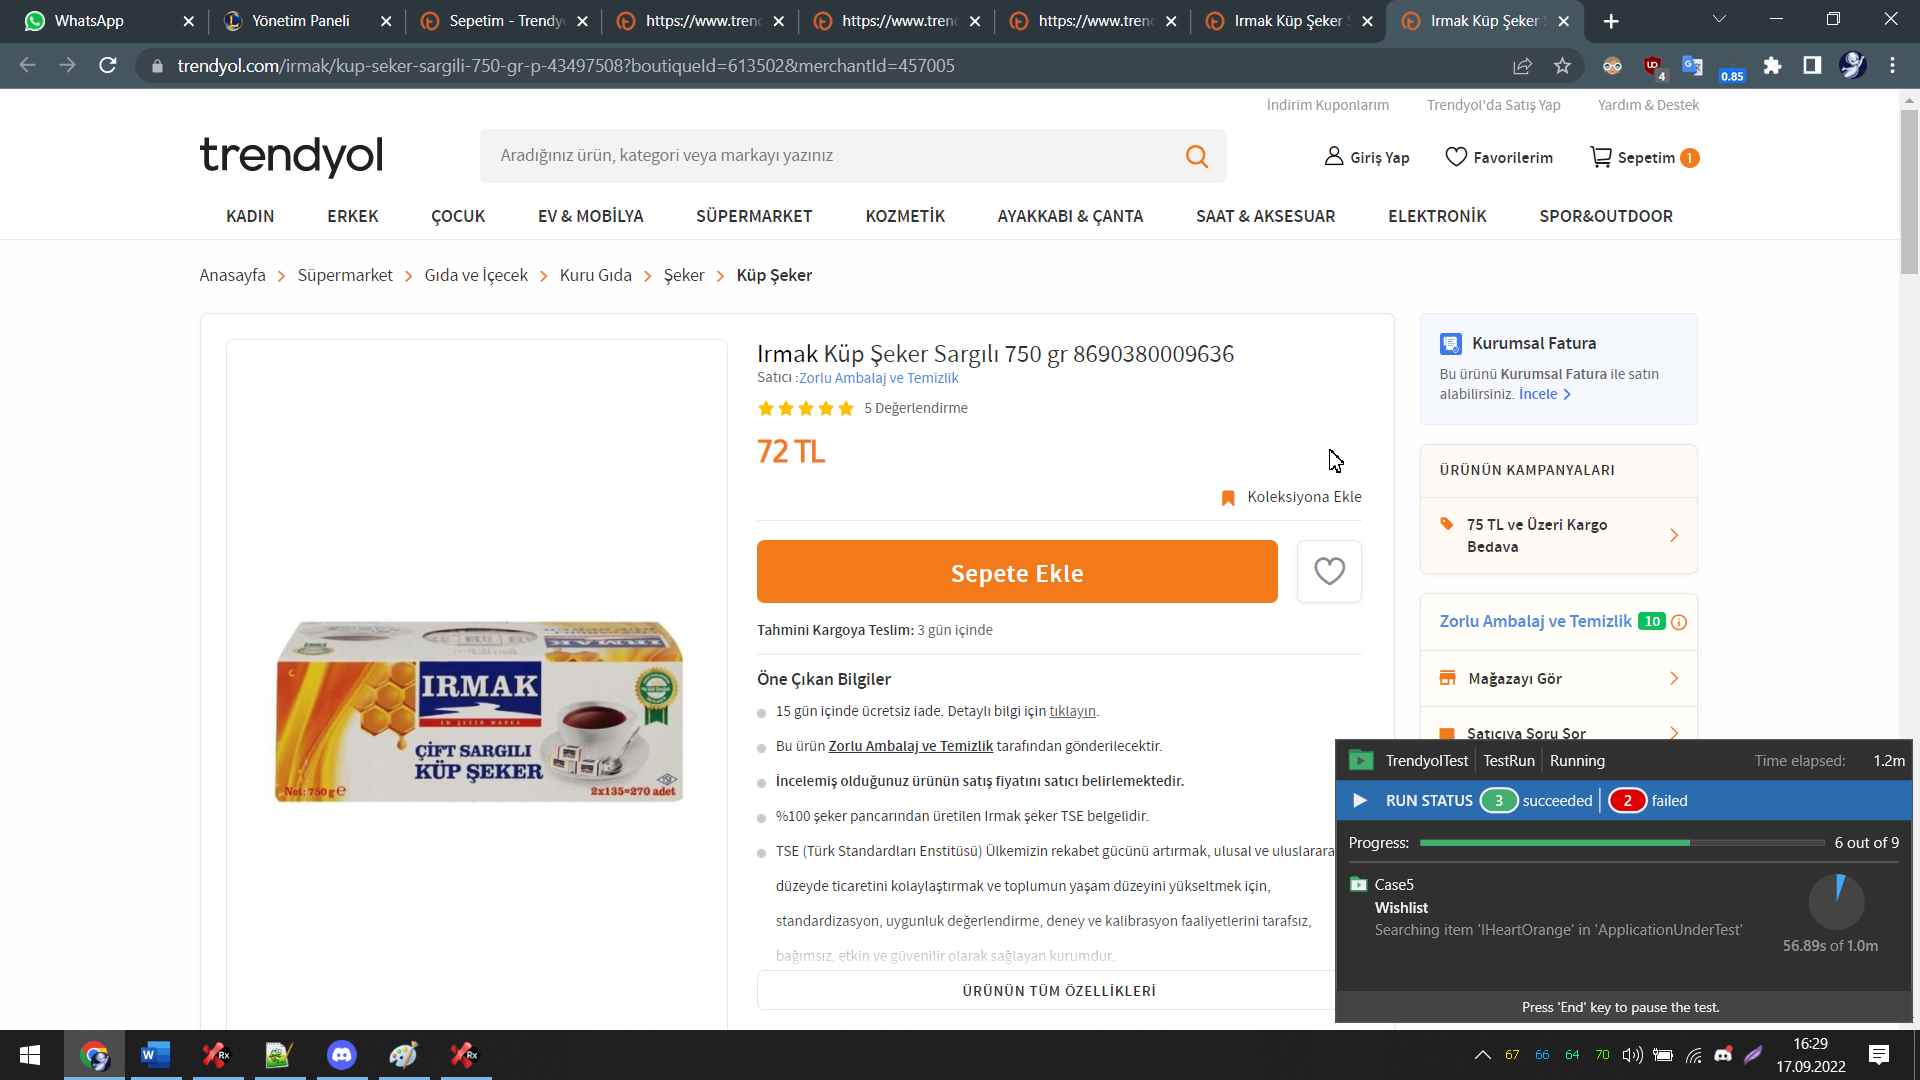 WhatsApp
Yönetim Paneli
Sepetim - Trendy
https://www.tren
https://www.tren
https://www.tren
Irmak Küp Şeker
Irmak Küp Şeker
trendyol.com/irmak/kup-seker-sargili-750-gr-p-43497508?boutiqueId=613502&merchantId=457005
4
0.85
İndirim Kuponlarım
Trendyol'da Satış Yap
Yardım & Destek
trendyol
Aradığınız ürün, kategori veya markayı yazınız
Giriş Yap
Favorilerim
Sepetim 1
KADIN
ERKEK
ÇOCUK
EV & MOBİLYA
SÜPERMARKET
KOZMETİK
AYAKKABI & ÇANTA
SAAT & AKSESUAR
ELEKTRONİK
SPOR&OUTDOOR
Anasayfa > Süpermarket > Gıda ve İçecek > Kuru Gıda > Şeker > Küp Şeker
Irmak Küp Şeker Sargılı 750 gr 8690380009636
Satıcı :Zorlu Ambalaj ve Temizlik
5 Değerlendirme
72 TL
Koleksiyona Ekle
Sepete Ekle
Tahmini Kargoya Teslim: 3 gün içinde
Öne Çıkan Bilgiler
15 gün içinde ücretsiz iade. Detaylı bilgi için tıklayın.
Bu ürün Zorlu Ambalaj ve Temizlik tarafından gönderilecektir.
İncelemiş olduğunuz ürünün satış fiyatını satıcı belirlemektedir.
%100 şeker pancarından üretilen Irmak şeker TSE belgelidir.
TSE (Türk Standardları Enstitüsü) Ülkemizin rekabet gücünü artırmak, ulusal ve uluslarara
düzeyde ticaretini kolaylaştırmak ve toplumun yaşam düzeyini yükseltmek için,
standardizasyon, uygunluk değerlendirme, deney ve kalibrasyon faaliyetlerini tarafsız,
bağımsız, etkin ve güvenilir olarak sağlayan kurumdur.
ÜRÜNÜN TÜM ÖZELLİKLERİ
IRMAK
ÇİFT SARGILI
KÜP ŞEKER
Net: 750 g e
2x135=270 adet
Kurumsal Fatura
Bu ürünü Kurumsal Fatura ile satın
alabilirsiniz. İncele >
ÜRÜNÜN KAMPANYALARI
75 TL ve Üzeri Kargo
Bedava
Zorlu Ambalaj ve Temizlik 10
Mağazayı Gör
Satıcıya Soru Sor
TrendyolTest
TestRun
Running
Time elapsed: 1.2m
RUN STATUS 3 succeeded 2 failed
Progress: 6 out of 9
Case5
Wishlist
Searching item 'IHeartOrange' in 'ApplicationUnderTest'
56.89s of 1.0m
Press 'End' key to pause the test.
67 66 64 70
16:29
17.09.2022